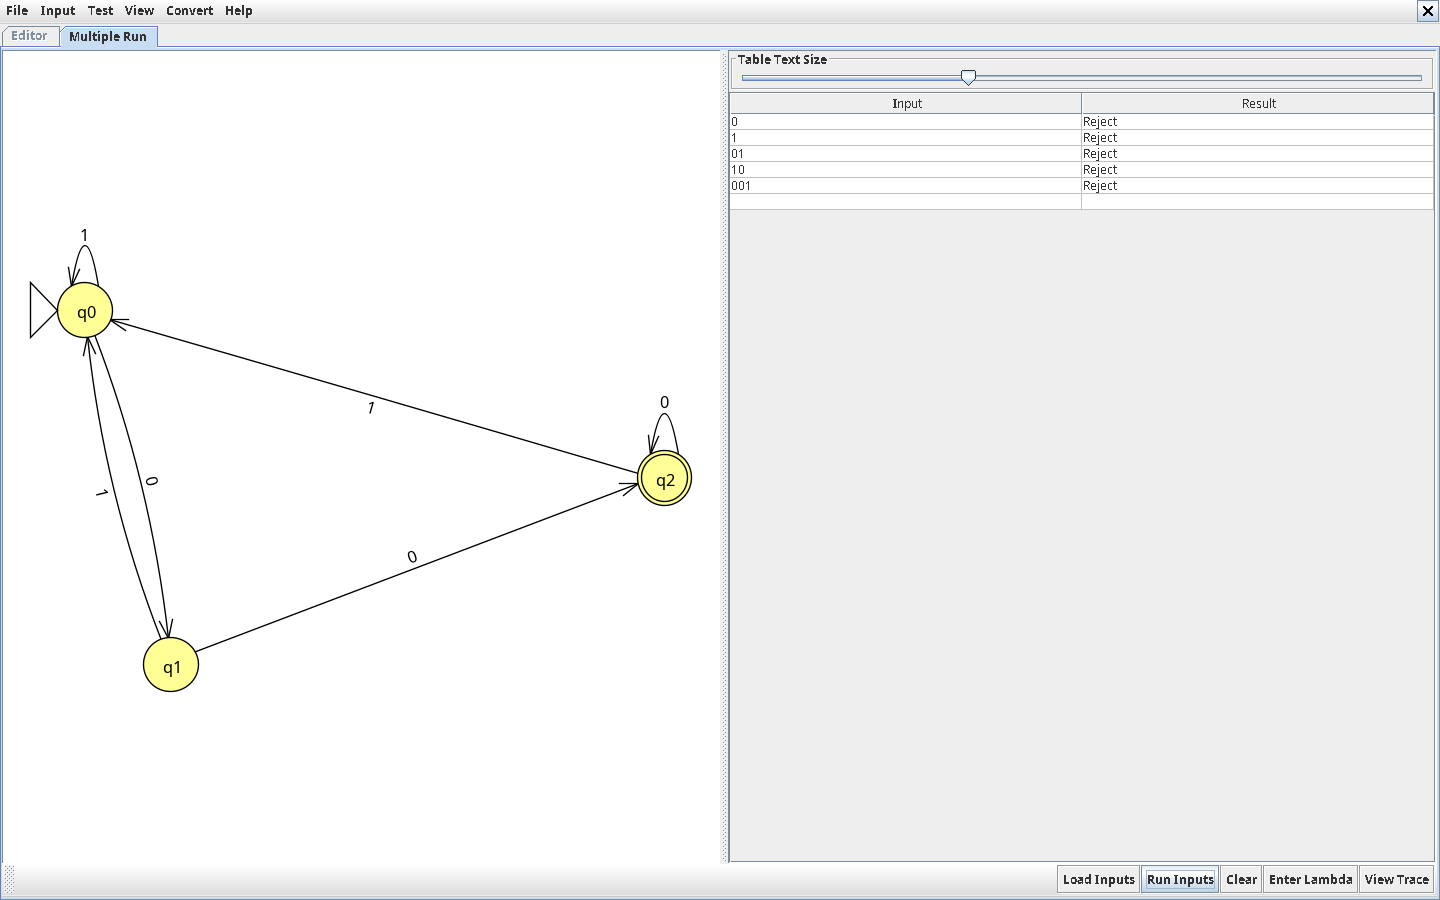 File Input Test View Convert Help
Editor Multiple Run
Table Text Size
Input Result
0 Reject
1 Reject
01 Reject
10 Reject
001 Reject
1
q0
1
0
q2
1
0
0
q1
Load Inputs Run Inputs Clear Enter Lambda View Trace